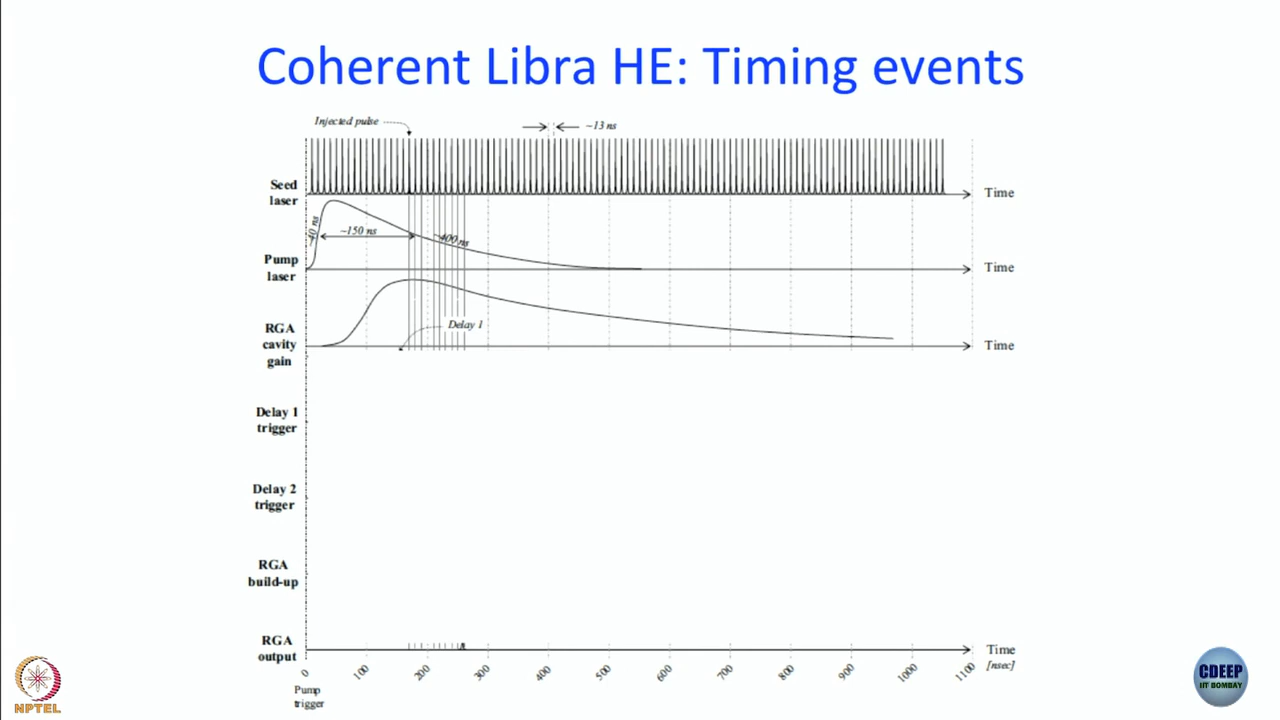 Coherent Libra HE: Timing events
Injected pulse
~13 ns
Seed
laser
Time
~40 ns
~150 ns
~400 ns
Pump
laser
Time
RGA
cavity
gain
Delay 1
Time
Delay 1
trigger
Delay 2
trigger
RGA
build-up
RGA
output
Time
[nsec]
0
100
200
300
400
500
600
700
800
900
1000
1100
Pump
trigger
NPTEL
CDEEP
IIT BOMBAY